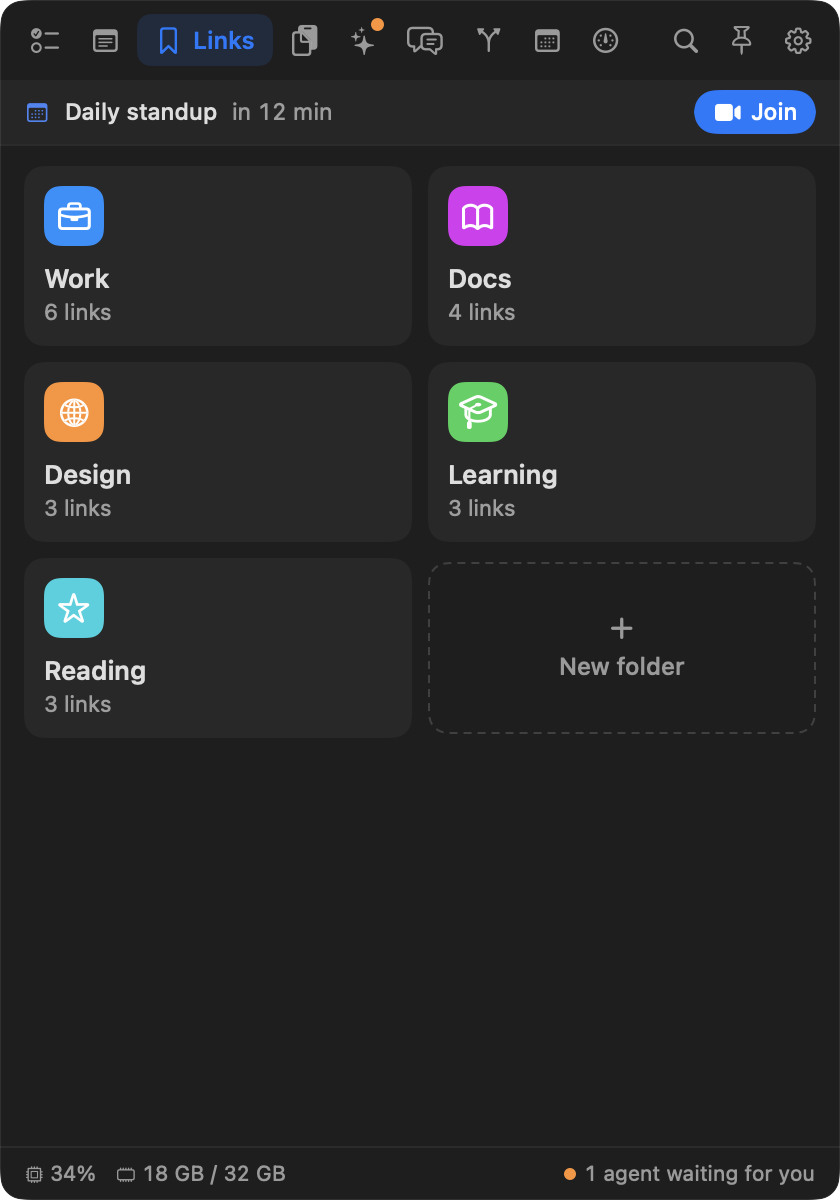 Links
Daily standup in 12 min
Join
Work
6 links
Docs
4 links
Design
3 links
Learning
3 links
Reading
3 links
New folder
34% 18 GB / 32 GB
1 agent waiting for you